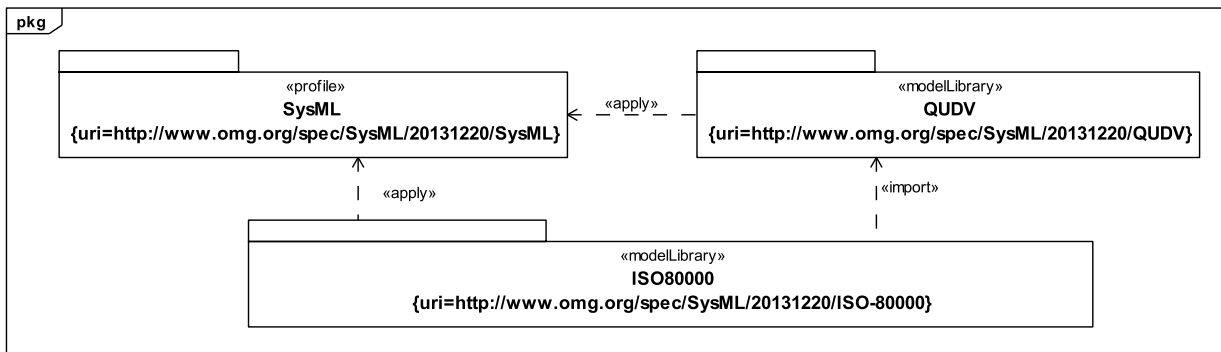 pkg
«profile»
SysML
{uri=http://www.omg.org/spec/SysML/20131220/SysML}
«apply»
«modelLibrary»
QUDV
{uri=http://www.omg.org/spec/SysML/20131220/QUDV}
«apply»
«import»
«modelLibrary»
ISO80000
{uri=http://www.omg.org/spec/SysML/20131220/ISO-80000}